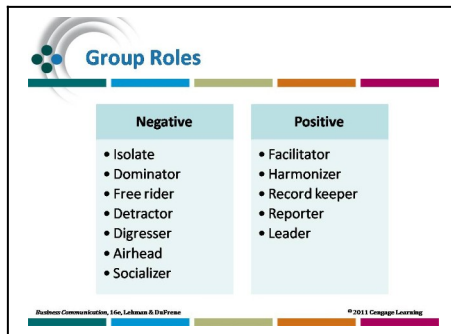 Group Roles
Negative
• Isolate
• Dominator
• Free rider
• Detractor
• Digresser
• Airhead
• Socializer
Positive
• Facilitator
• Harmonizer
• Record keeper
• Reporter
• Leader
Business Communication, 16e, Lehman & DuFrene
© 2011 Cengage Learning